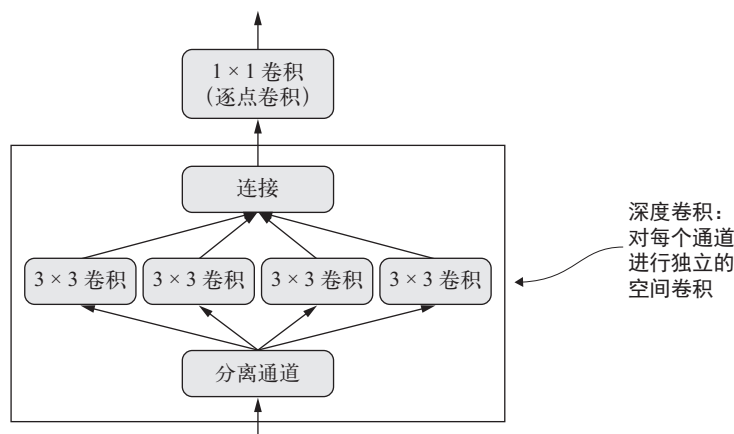 1 × 1 卷积
(逐点卷积)
连接
3 × 3 卷积
3 × 3 卷积
3 × 3 卷积
3 × 3 卷积
分离通道
深度卷积:
对每个通道
进行独立的
空间卷积